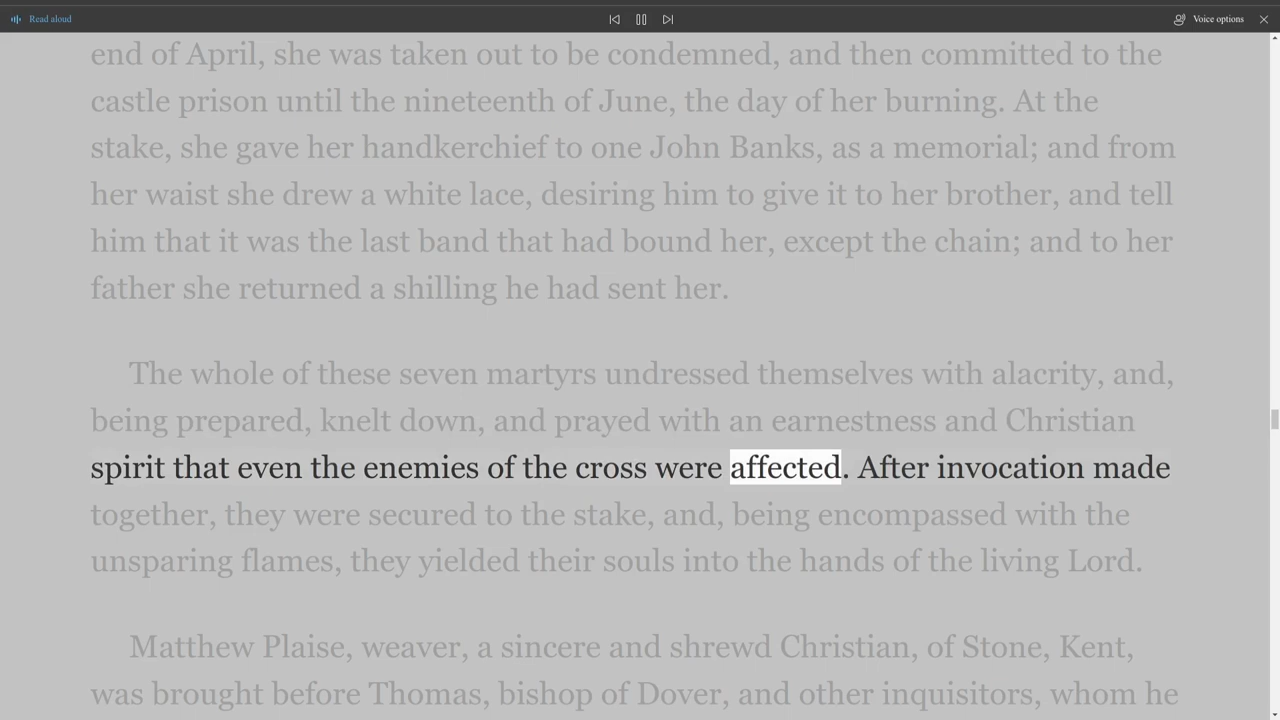 Read aloud
Voice options
end of April, she was taken out to be condemned, and then committed to the
castle prison until the nineteenth of June, the day of her burning. At the
stake, she gave her handkerchief to one John Banks, as a memorial; and from
her waist she drew a white lace, desiring him to give it to her brother, and tell
him that it was the last band that had bound her, except the chain; and to her
father she returned a shilling he had sent her.
The whole of these seven martyrs undressed themselves with alacrity, and,
being prepared, knelt down, and prayed with an earnestness and Christian
spirit that even the enemies of the cross were affected. After invocation made
together, they were secured to the stake, and, being encompassed with the
unsparing flames, they yielded their souls into the hands of the living Lord.
Matthew Plaise, weaver, a sincere and shrewd Christian, of Stone, Kent,
was brought before Thomas, bishop of Dover, and other inquisitors, whom he